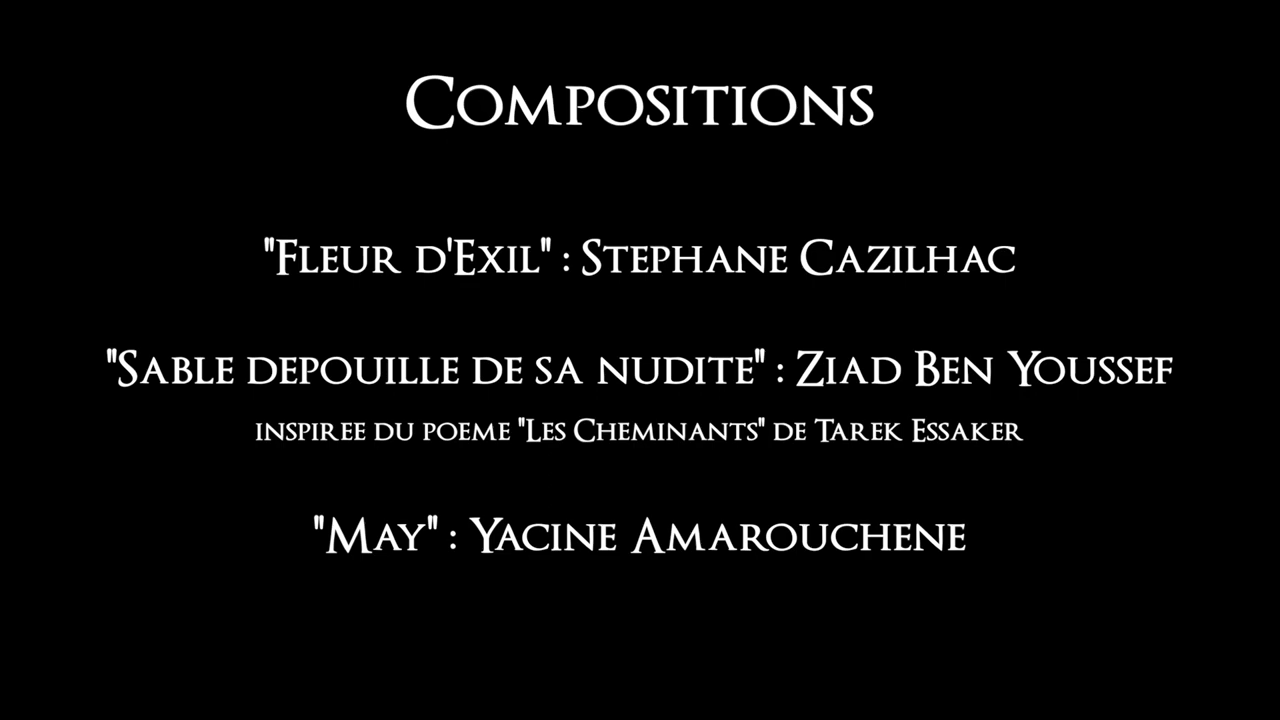 Compositions
"Fleur d'Exil" : Stephane Cazilhac
"Sable depouille de sa nudite" : Ziad Ben Youssef
inspiree du poeme "Les Cheminants" de Tarek Essaker
"May" : Yacine Amarouchene